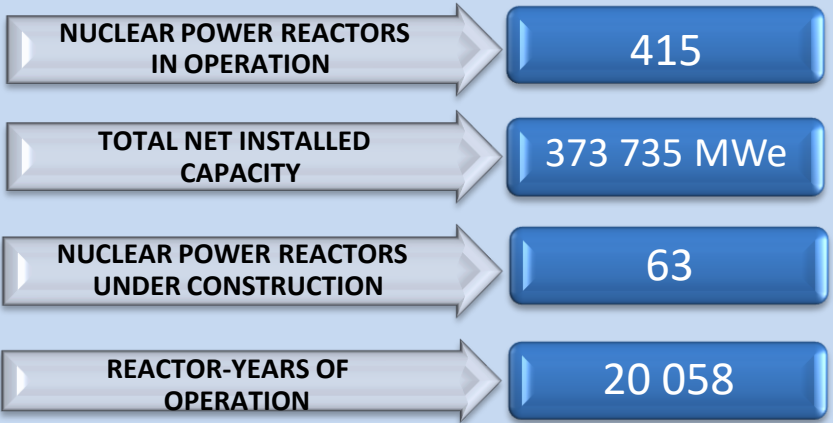 NUCLEAR POWER REACTORS
IN OPERATION
415
TOTAL NET INSTALLED
CAPACITY
373 735 MWe
NUCLEAR POWER REACTORS
UNDER CONSTRUCTION
63
REACTOR-YEARS OF
OPERATION
20 058